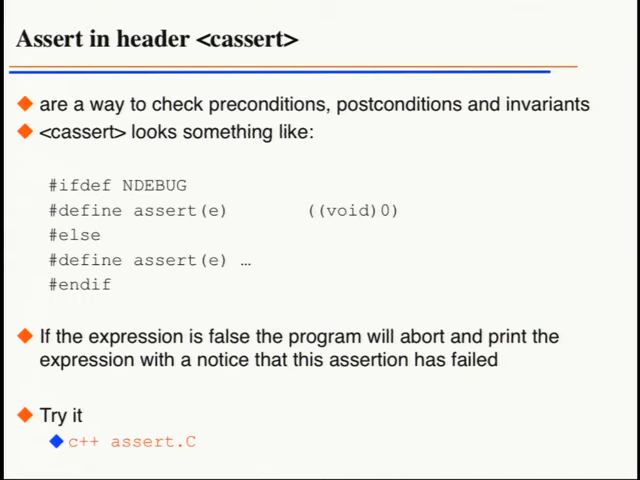 Assert in header <cassert>
are a way to check preconditions, postconditions and invariants
<cassert> looks something like:
#ifdef NDEBUG
#define assert(e) ((void)0)
#else
#define assert(e) …
#endif
If the expression is false the program will abort and print the
expression with a notice that this assertion has failed
Try it
c++ assert.C